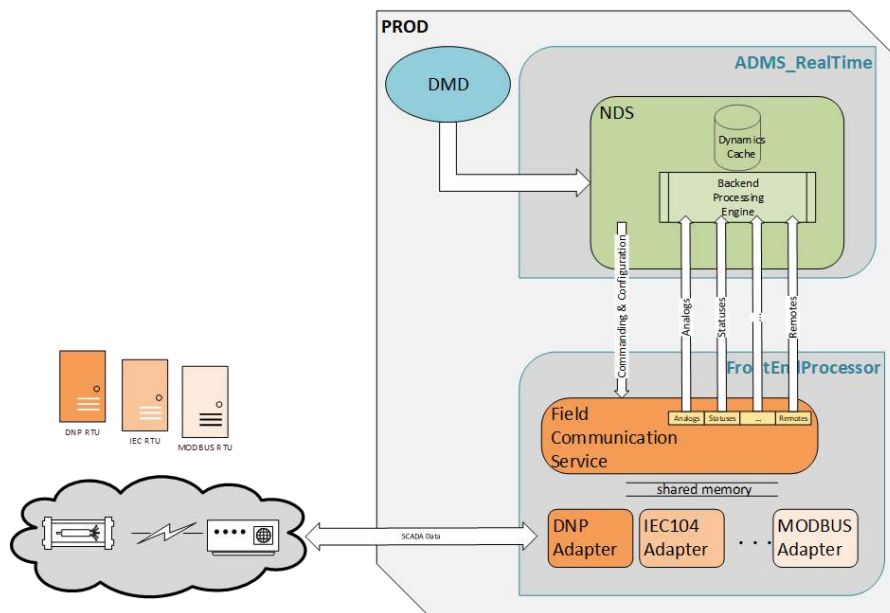 PROD
ADMS_RealTime
DMD
NDS
Dynamics
Cache
Backend
Processing
Engine
Commanding & Configuration
Analogs
Statuses
...
Remotes
FrontEndProcessor
Field
Communication
Service
Analogs
Statuses
...
Remotes
shared memory
DNP
Adapter
IEC104
Adapter
. . .
MODBUS
Adapter
DNP RTU
IEC RTU
MODBUS RTU
SCADA Data